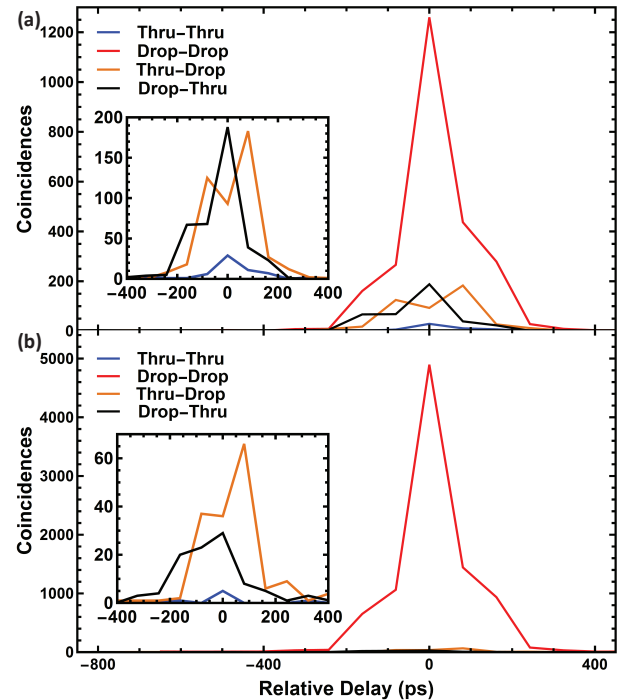 (a)
Thru–Thru
Drop–Drop
Thru–Drop
Drop–Thru
Coincidences
1200
1000
800
600
400
200
0
200
150
100
50
0
−400 −200 0 200 400
(b)
Thru–Thru
Drop–Drop
Thru–Drop
Drop–Thru
Coincidences
5000
4000
3000
2000
1000
0
60
40
20
0
−400 −200 0 200 400
−800 −400 0 400
Relative Delay (ps)